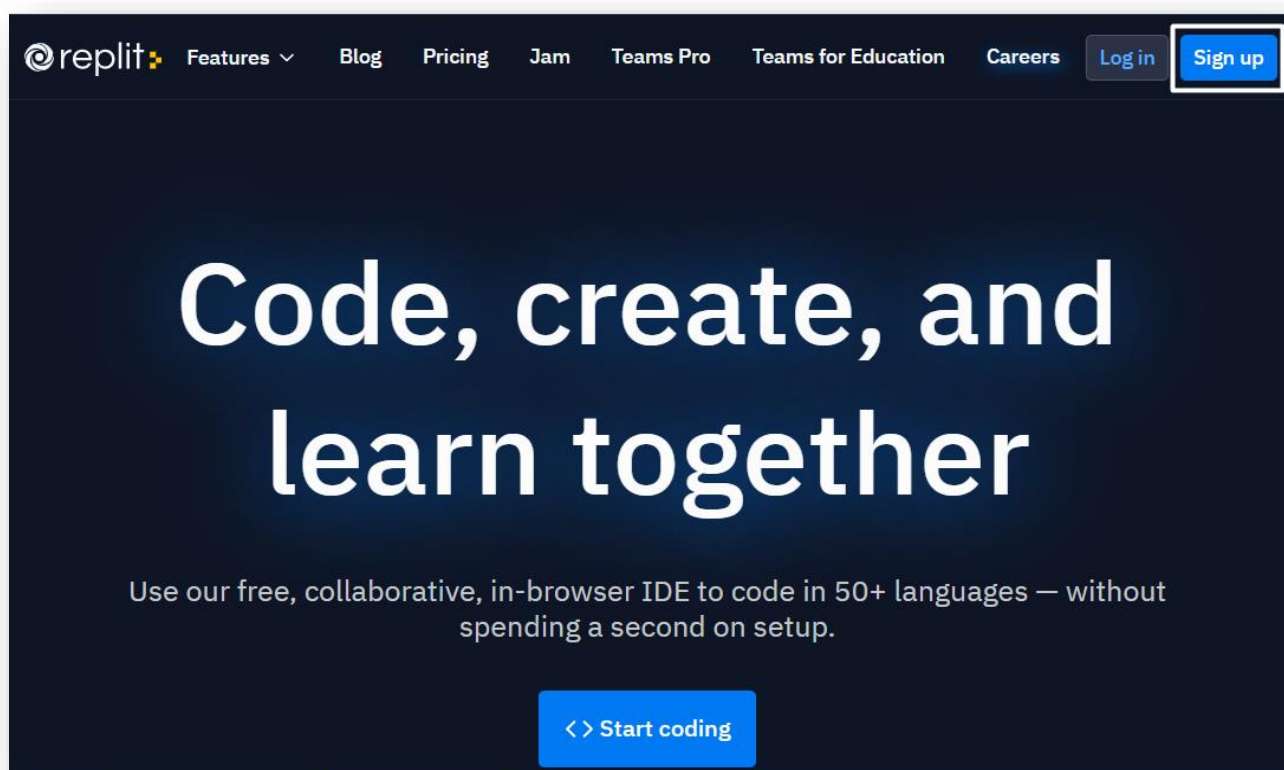 replit Features Blog Pricing Jam Teams Pro Teams for Education Careers Log in Sign up
Code, create, and
learn together
Use our free, collaborative, in-browser IDE to code in 50+ languages — without
spending a second on setup.
<> Start coding